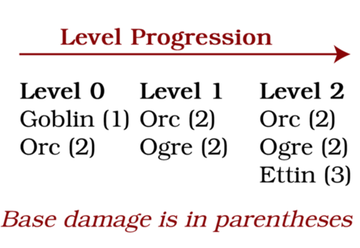 Level Progression
Level 0 Level 1 Level 2
Goblin (1) Orc (2) Orc (2)
Orc (2) Ogre (2) Ogre (2)
Ettin (3)
Base damage is in parentheses